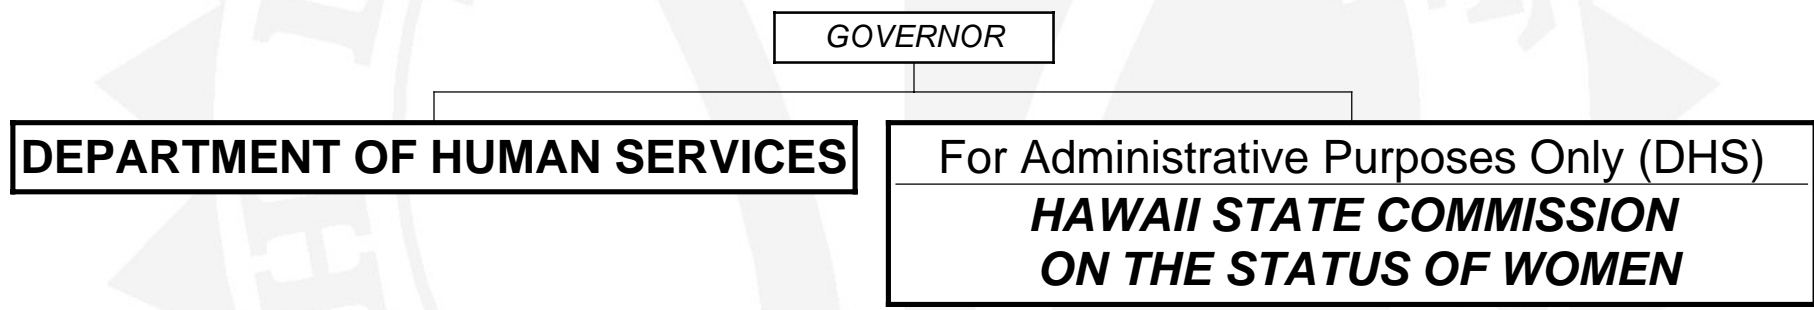 GOVERNOR
DEPARTMENT OF HUMAN SERVICES
For Administrative Purposes Only (DHS)
HAWAII STATE COMMISSION
ON THE STATUS OF WOMEN